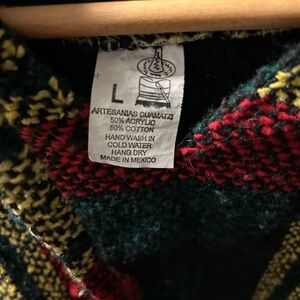 L
ARTESANIAS GUAMATZI
50% ACRYLIC
50% COTTON
HAND WASH IN
COLD WATER
HANG DRY
MADE IN MEXICO